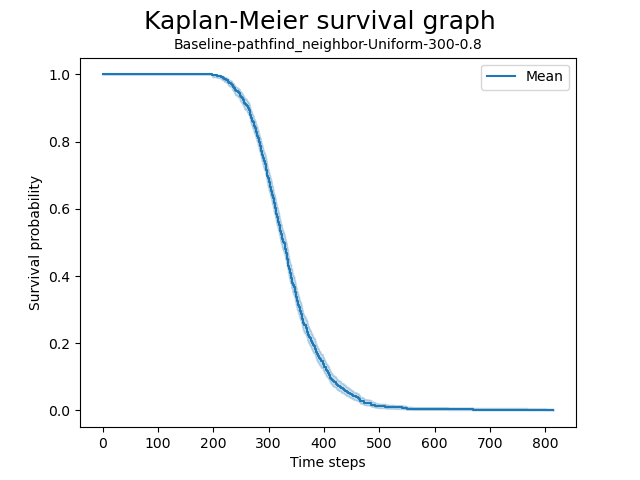 Kaplan-Meier survival graph
Baseline-pathfind_neighbor-Uniform-300-0.8
Mean
1.0
0.8
0.6
0.4
0.2
0.0
Survival probability
0 100 200 300 400 500 600 700 800
Time steps